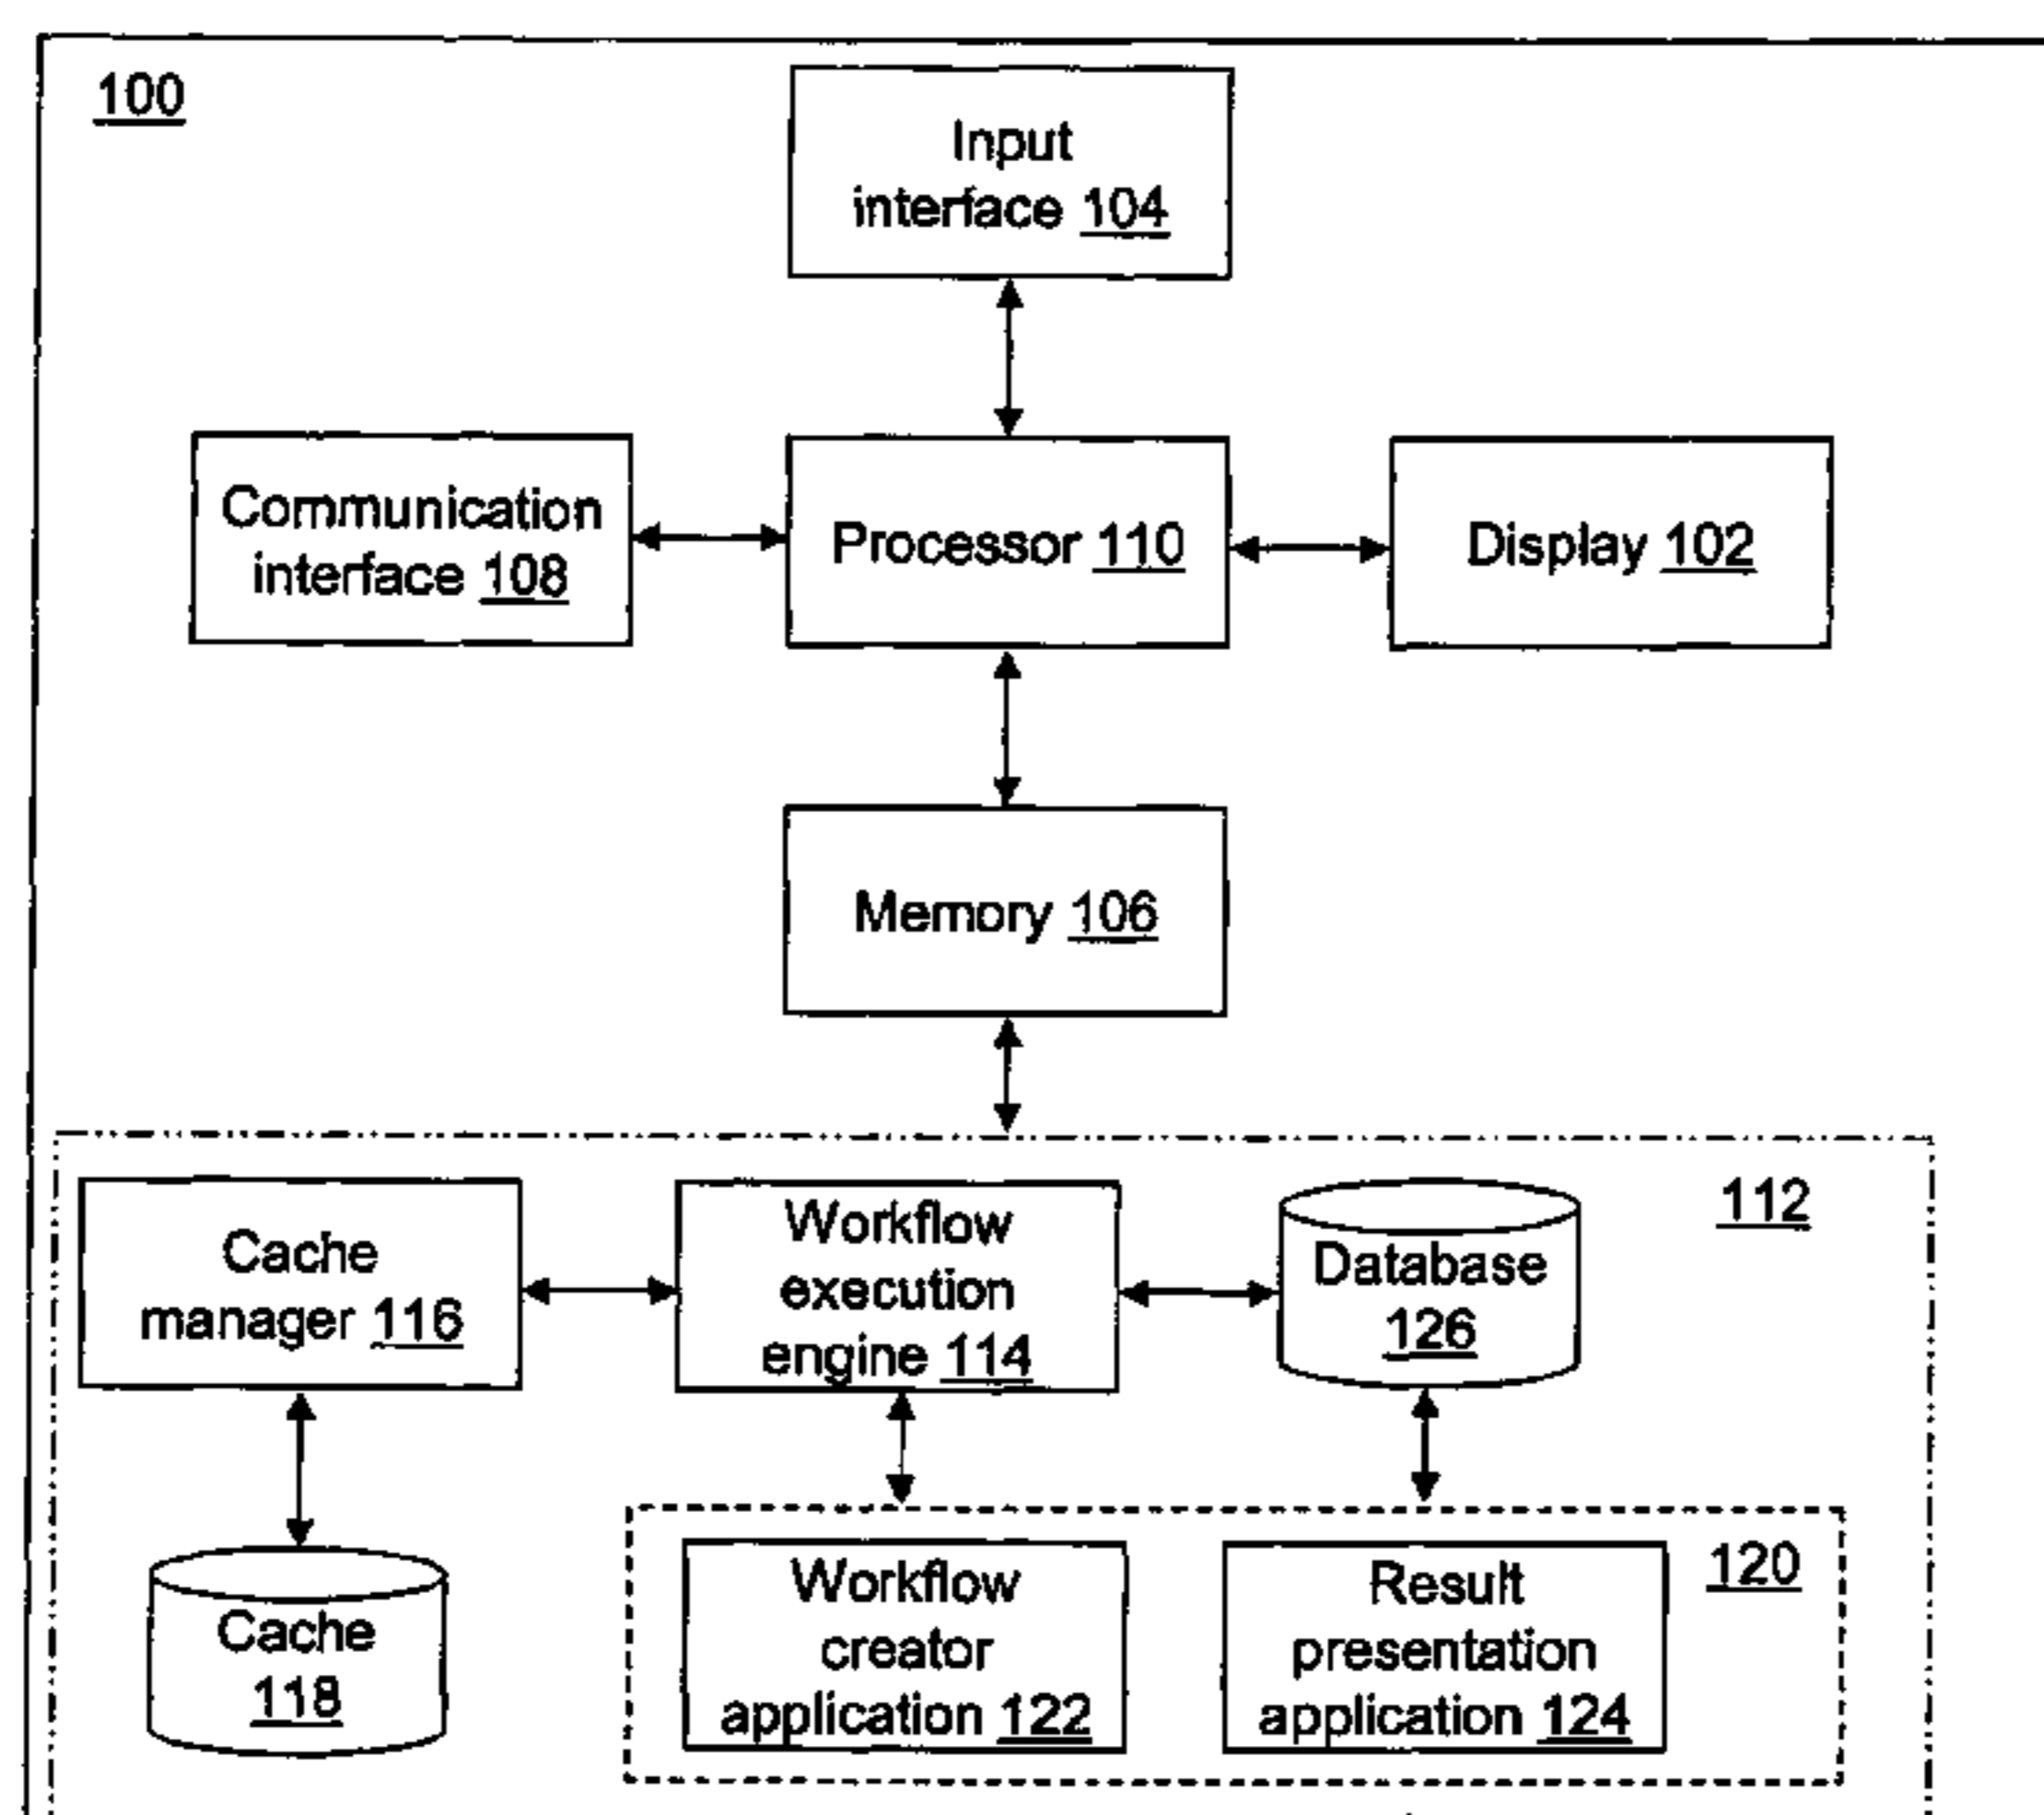 100
Input
interface 104
Communication
interface 108
Processor 110
Display 102
Memory 106
112
Cache
manager 116
Workflow
execution
engine 114
Database
126
Cache
118
120
Workflow
creator
application 122
Result
presentation
application 124